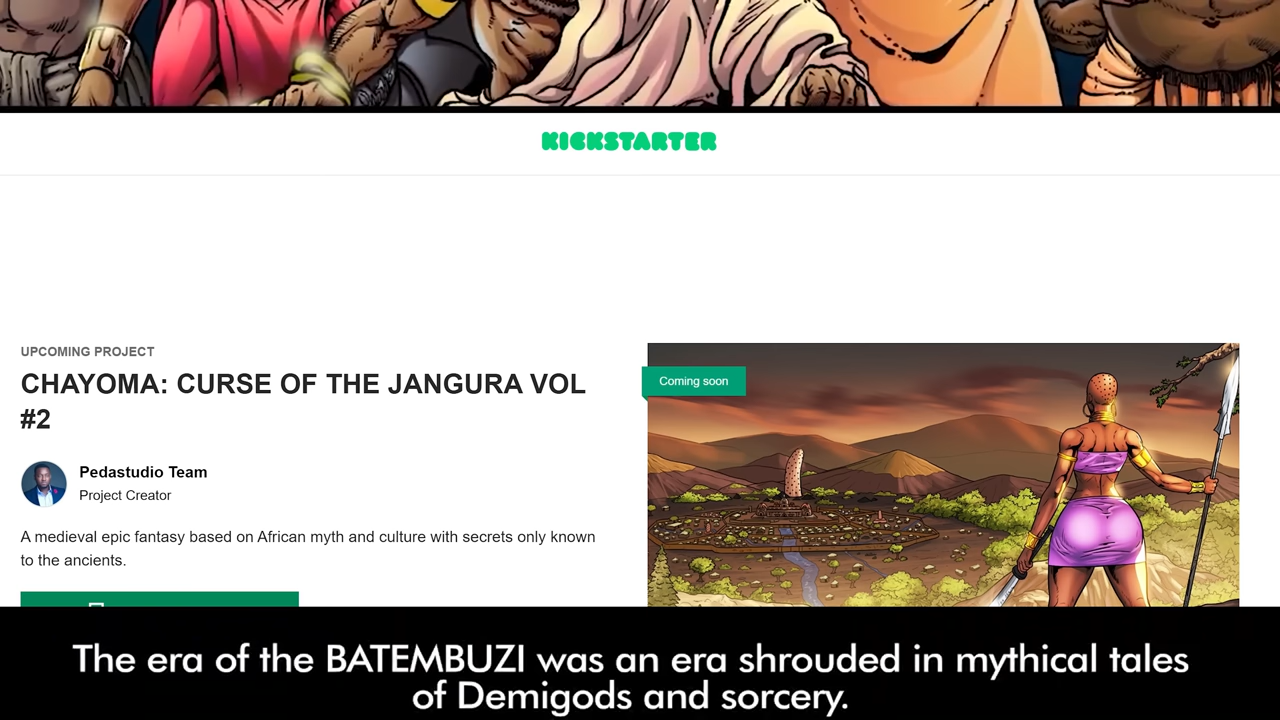 KICKSTARTER
UPCOMING PROJECT
CHAYOMA: CURSE OF THE JANGURA VOL
#2
Pedastudio Team
Project Creator
A medieval epic fantasy based on African myth and culture with secrets only known
to the ancients.
Coming soon
The era of the BATEMBUZI was an era shrouded in mythical tales
of Demigods and sorcery.